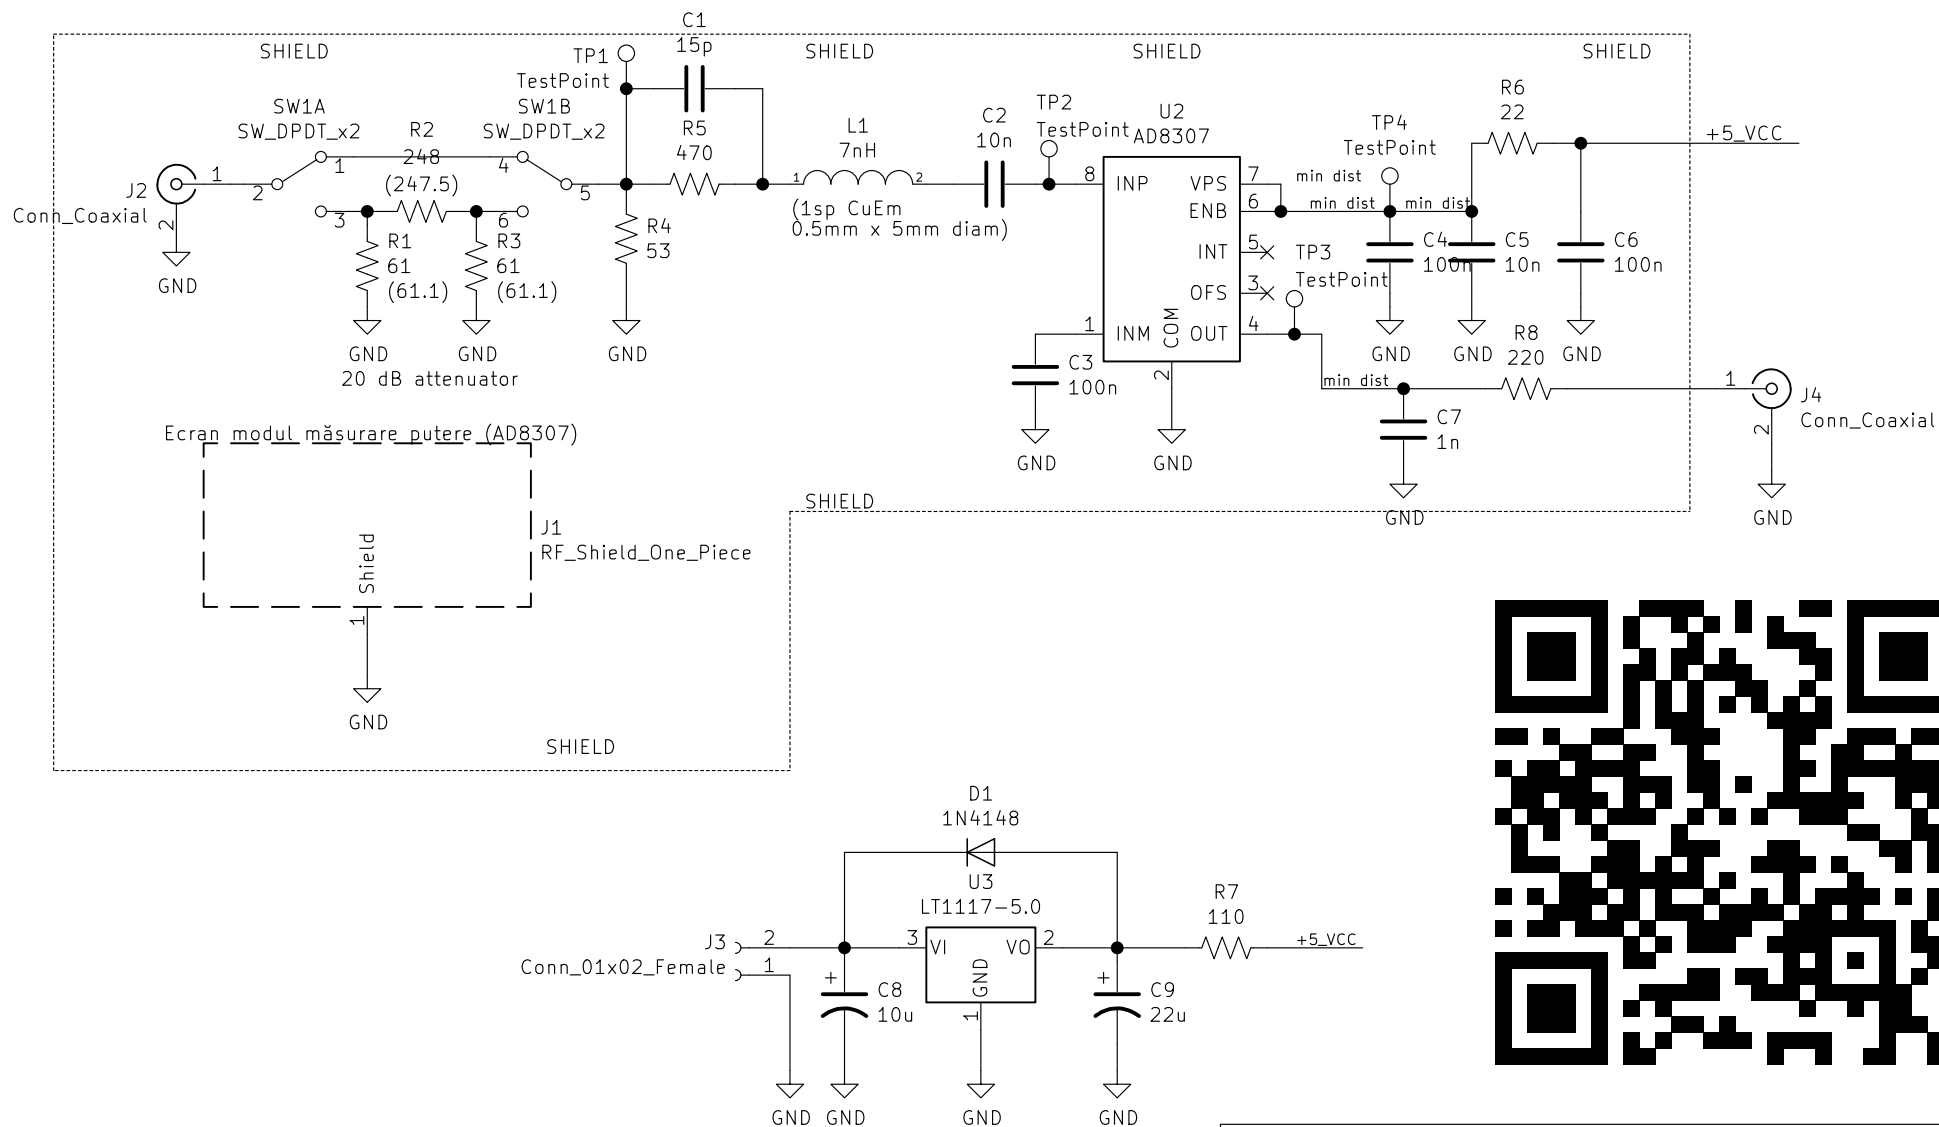 C1
15p
SHIELD
SHIELD
SHIELD
SHIELD
TP1
TestPoint
SW1A
SW_DPDT_x2
R2
248
(247.5)
SW1B
SW_DPDT_x2
R5
470
L1
7nH
(1sp CuEm
0.5mm x 5mm diam)
C2
10n
TP2
TestPoint
U2
AD8307
TP4
TestPoint
R6
22
+5_VCC
J2
Conn_Coaxial
1
2
GND
2
1
3
4
5
6
R1
61
(61.1)
GND
R3
61
(61.1)
GND
20 dB attenuator
R4
53
GND
1
2
8
INP
VPS
7
ENB
6
INT
5
OFS
3
1
INM
COM
OUT
4
2
GND
min dist
min dist
min dist
TP3
TestPoint
C4
100n
GND
C5
10n
GND
C6
100n
GND
C3
100n
GND
min dist
R8
220
C7
1n
GND
1
2
J4
Conn_Coaxial
GND
Ecran modul măsurare putere (AD8307)
Shield
1
J1
RF_Shield_One_Piece
GND
SHIELD
SHIELD
D1
1N4148
U3
LT1117-5.0
J3
Conn_01x02_Female
2
1
3
VI
VO
2
GND
1
C8
10u
C9
22u
R7
110
+5_VCC
GND
GND
GND
GND